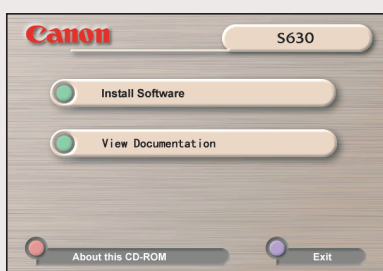 Canon
S630
Install Software
View Documentation
About this CD-ROM
Exit